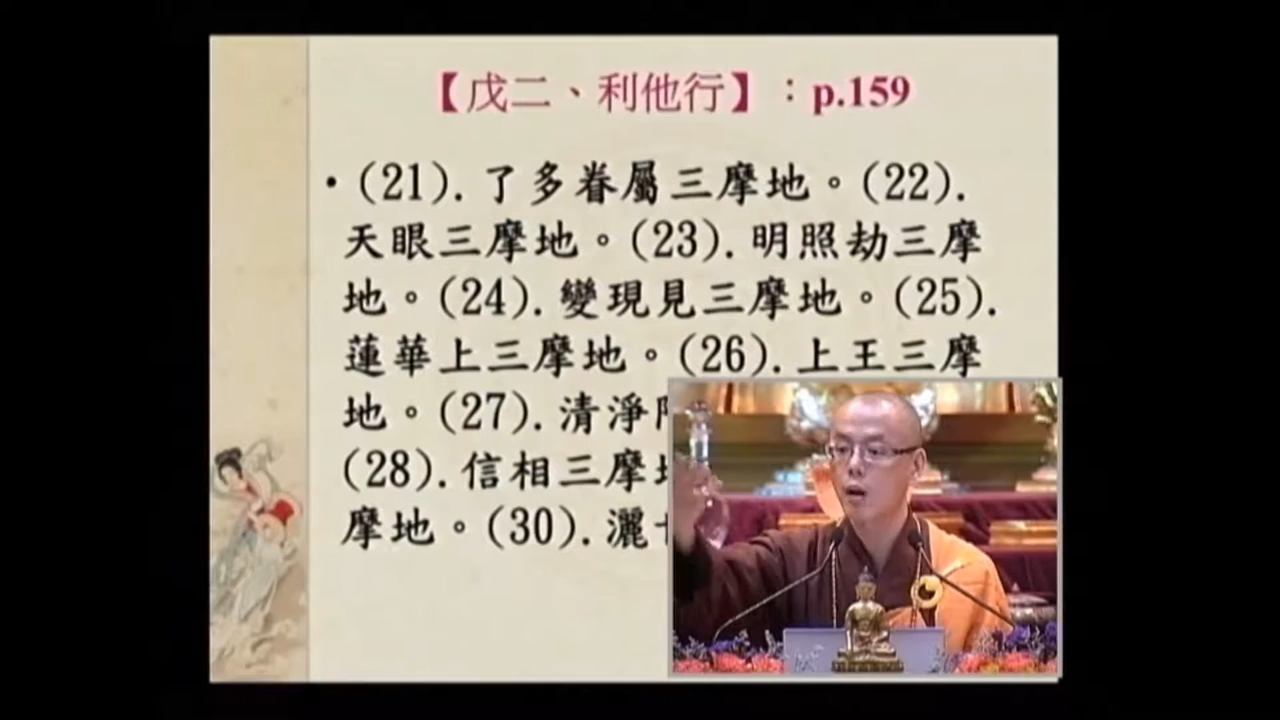 【戊二、利他行】：p.159
•(21).了多眷屬三摩地。(22).
天眼三摩地。(23).明照劫三摩
地。(24).變現見三摩地。(25).
蓮華上三摩地。(26).上王三摩
地。(27).清淨
(28).信相三摩
摩地。(30).灑